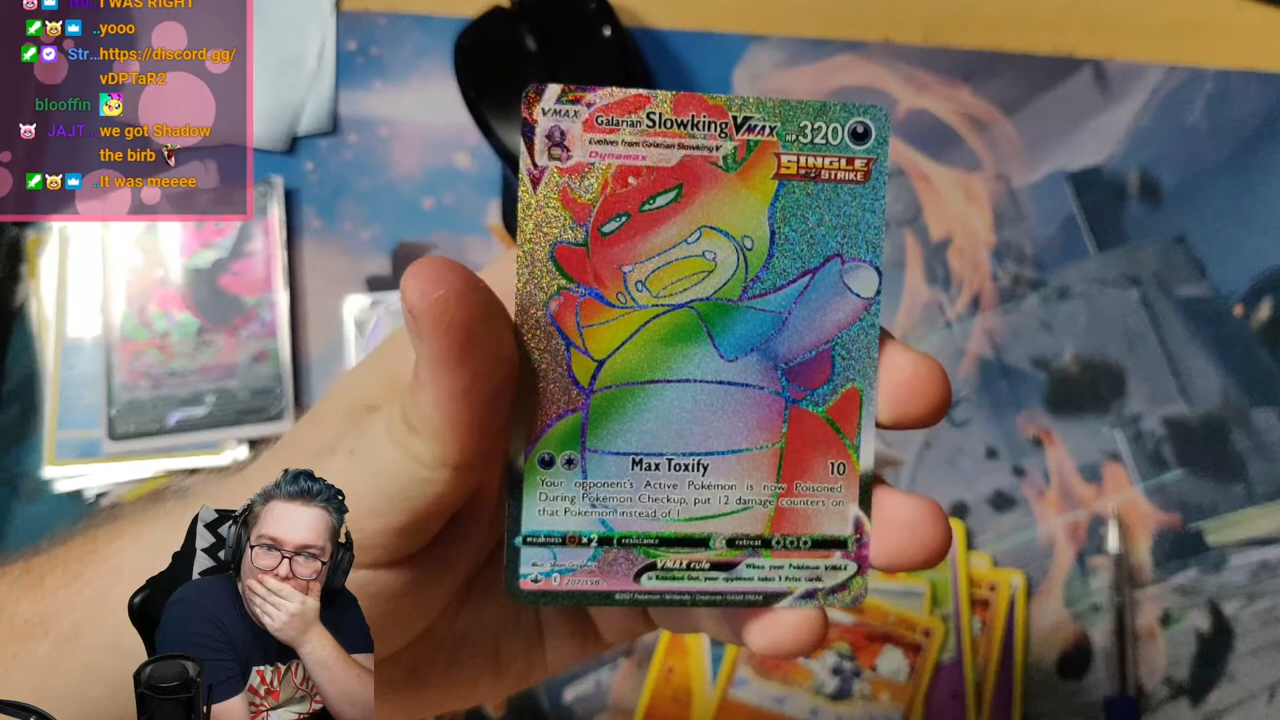 I WAS RIGHT
..yooo
Str...https://discord.gg/
vDPTaR2
blooffin
JAJT... we got Shadow
the birb
..It was meeee
VMAX
Galarian Slowking VMAX HP 320
Evolves from Galarian Slowking V
Dynamax
SINGLE
STRIKE
Max Toxify 10
Your opponent's Active Pokémon is now Poisoned
During Pokémon Checkup, put 12 damage counters on
that Pokémon instead of 1
weakness ×2 resistance retreat
VMAX rule When your Pokémon VMAX
is Knocked Out, your opponent takes 3 Prize cards.
E 207/198
©2021 Pokémon / Nintendo / Creatures / GAME FREAK